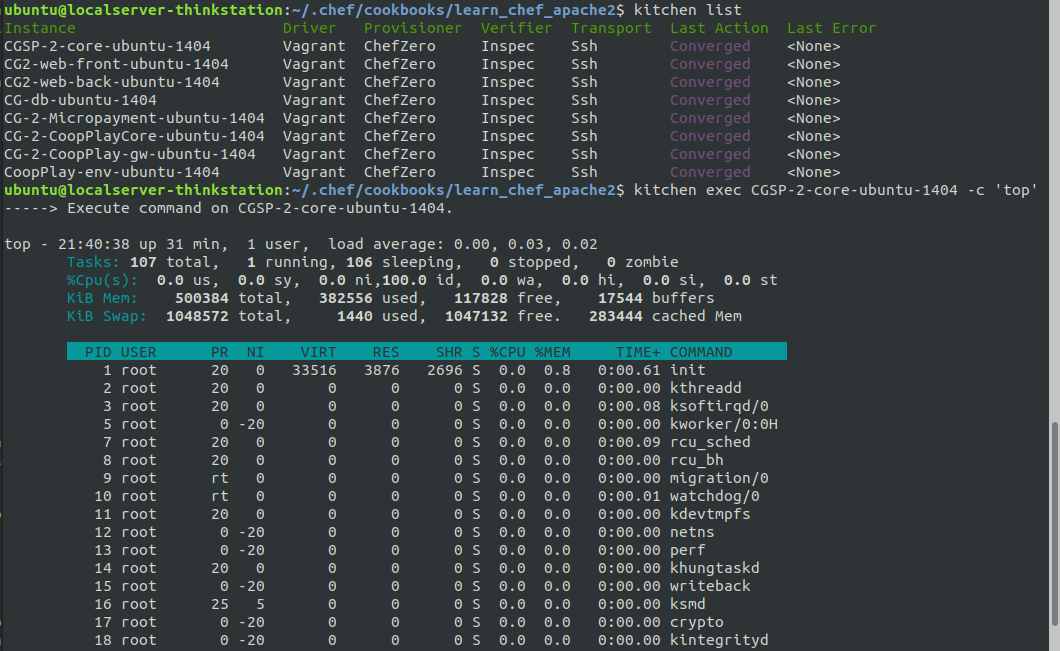 ubuntu@localserver-thinkstation:~/.chef/cookbooks/learn_chef_apache2$ kitchen list
Instance Driver Provisioner Verifier Transport Last Action Last Error
CGSP-2-core-ubuntu-1404 Vagrant ChefZero Inspec Ssh Converged <None>
CG2-web-front-ubuntu-1404 Vagrant ChefZero Inspec Ssh Converged <None>
CG2-web-back-ubuntu-1404 Vagrant ChefZero Inspec Ssh Converged <None>
CG-db-ubuntu-1404 Vagrant ChefZero Inspec Ssh Converged <None>
CG-2-Micropayment-ubuntu-1404 Vagrant ChefZero Inspec Ssh Converged <None>
CG-2-CoopPlayCore-ubuntu-1404 Vagrant ChefZero Inspec Ssh Converged <None>
CG-2-CoopPlay-gw-ubuntu-1404 Vagrant ChefZero Inspec Ssh Converged <None>
CoopPlay-env-ubuntu-1404 Vagrant ChefZero Inspec Ssh Converged <None>
ubuntu@localserver-thinkstation:~/.chef/cookbooks/learn_chef_apache2$ kitchen exec CGSP-2-core-ubuntu-1404 -c 'top'
-----> Execute command on CGSP-2-core-ubuntu-1404.
top - 21:40:38 up 31 min, 1 user, load average: 0.00, 0.03, 0.02
Tasks: 107 total, 1 running, 106 sleeping, 0 stopped, 0 zombie
%Cpu(s): 0.0 us, 0.0 sy, 0.0 ni,100.0 id, 0.0 wa, 0.0 hi, 0.0 si, 0.0 st
KiB Mem: 500384 total, 382556 used, 117828 free, 17544 buffers
KiB Swap: 1048572 total, 1440 used, 1047132 free. 283444 cached Mem
PID USER PR NI VIRT RES SHR S %CPU %MEM TIME+ COMMAND
1 root 20 0 33516 3876 2696 S 0.0 0.8 0:00.61 init
2 root 20 0 0 0 0 S 0.0 0.0 0:00.00 kthreadd
3 root 20 0 0 0 0 S 0.0 0.0 0:00.08 ksoftirqd/0
5 root 0 -20 0 0 0 S 0.0 0.0 0:00.00 kworker/0:0H
7 root 20 0 0 0 0 S 0.0 0.0 0:00.09 rcu_sched
8 root 20 0 0 0 0 S 0.0 0.0 0:00.00 rcu_bh
9 root rt 0 0 0 0 S 0.0 0.0 0:00.00 migration/0
10 root rt 0 0 0 0 S 0.0 0.0 0:00.01 watchdog/0
11 root 20 0 0 0 0 S 0.0 0.0 0:00.00 kdevtmpfs
12 root 0 -20 0 0 0 S 0.0 0.0 0:00.00 netns
13 root 0 -20 0 0 0 S 0.0 0.0 0:00.00 perf
14 root 20 0 0 0 0 S 0.0 0.0 0:00.00 khungtaskd
15 root 0 -20 0 0 0 S 0.0 0.0 0:00.00 writeback
16 root 25 5 0 0 0 S 0.0 0.0 0:00.00 ksmd
17 root 0 -20 0 0 0 S 0.0 0.0 0:00.00 crypto
18 root 0 -20 0 0 0 S 0.0 0.0 0:00.00 kintegrityd